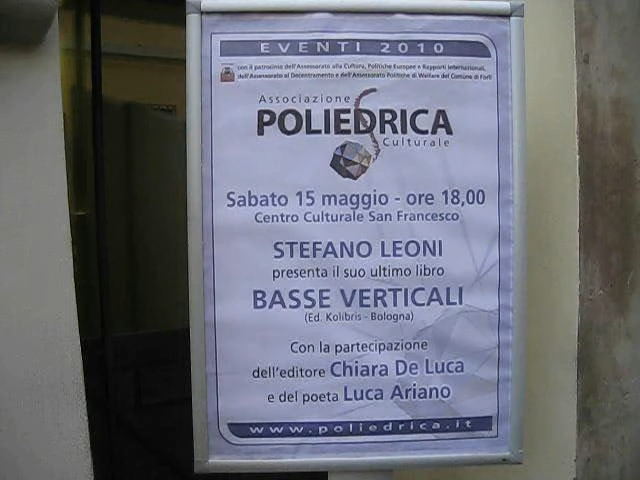 EVENTI 2010
con il patrocinio dell'Assessorato alla Cultura, Politiche Europee e Rapporti Internazionali,
dell'Assessorato al Decentramento e dell'Assessorato Politiche di Welfare del Comune di Forlì
Associazione
POLIEDRICA
Culturale
Sabato 15 maggio - ore 18,00
Centro Culturale San Francesco
STEFANO LEONI
presenta il suo ultimo libro
BASSE VERTICALI
(Ed. Kolibris - Bologna)
Con la partecipazione
dell'editore Chiara De Luca
e del poeta Luca Ariano
www.poliedrica.it